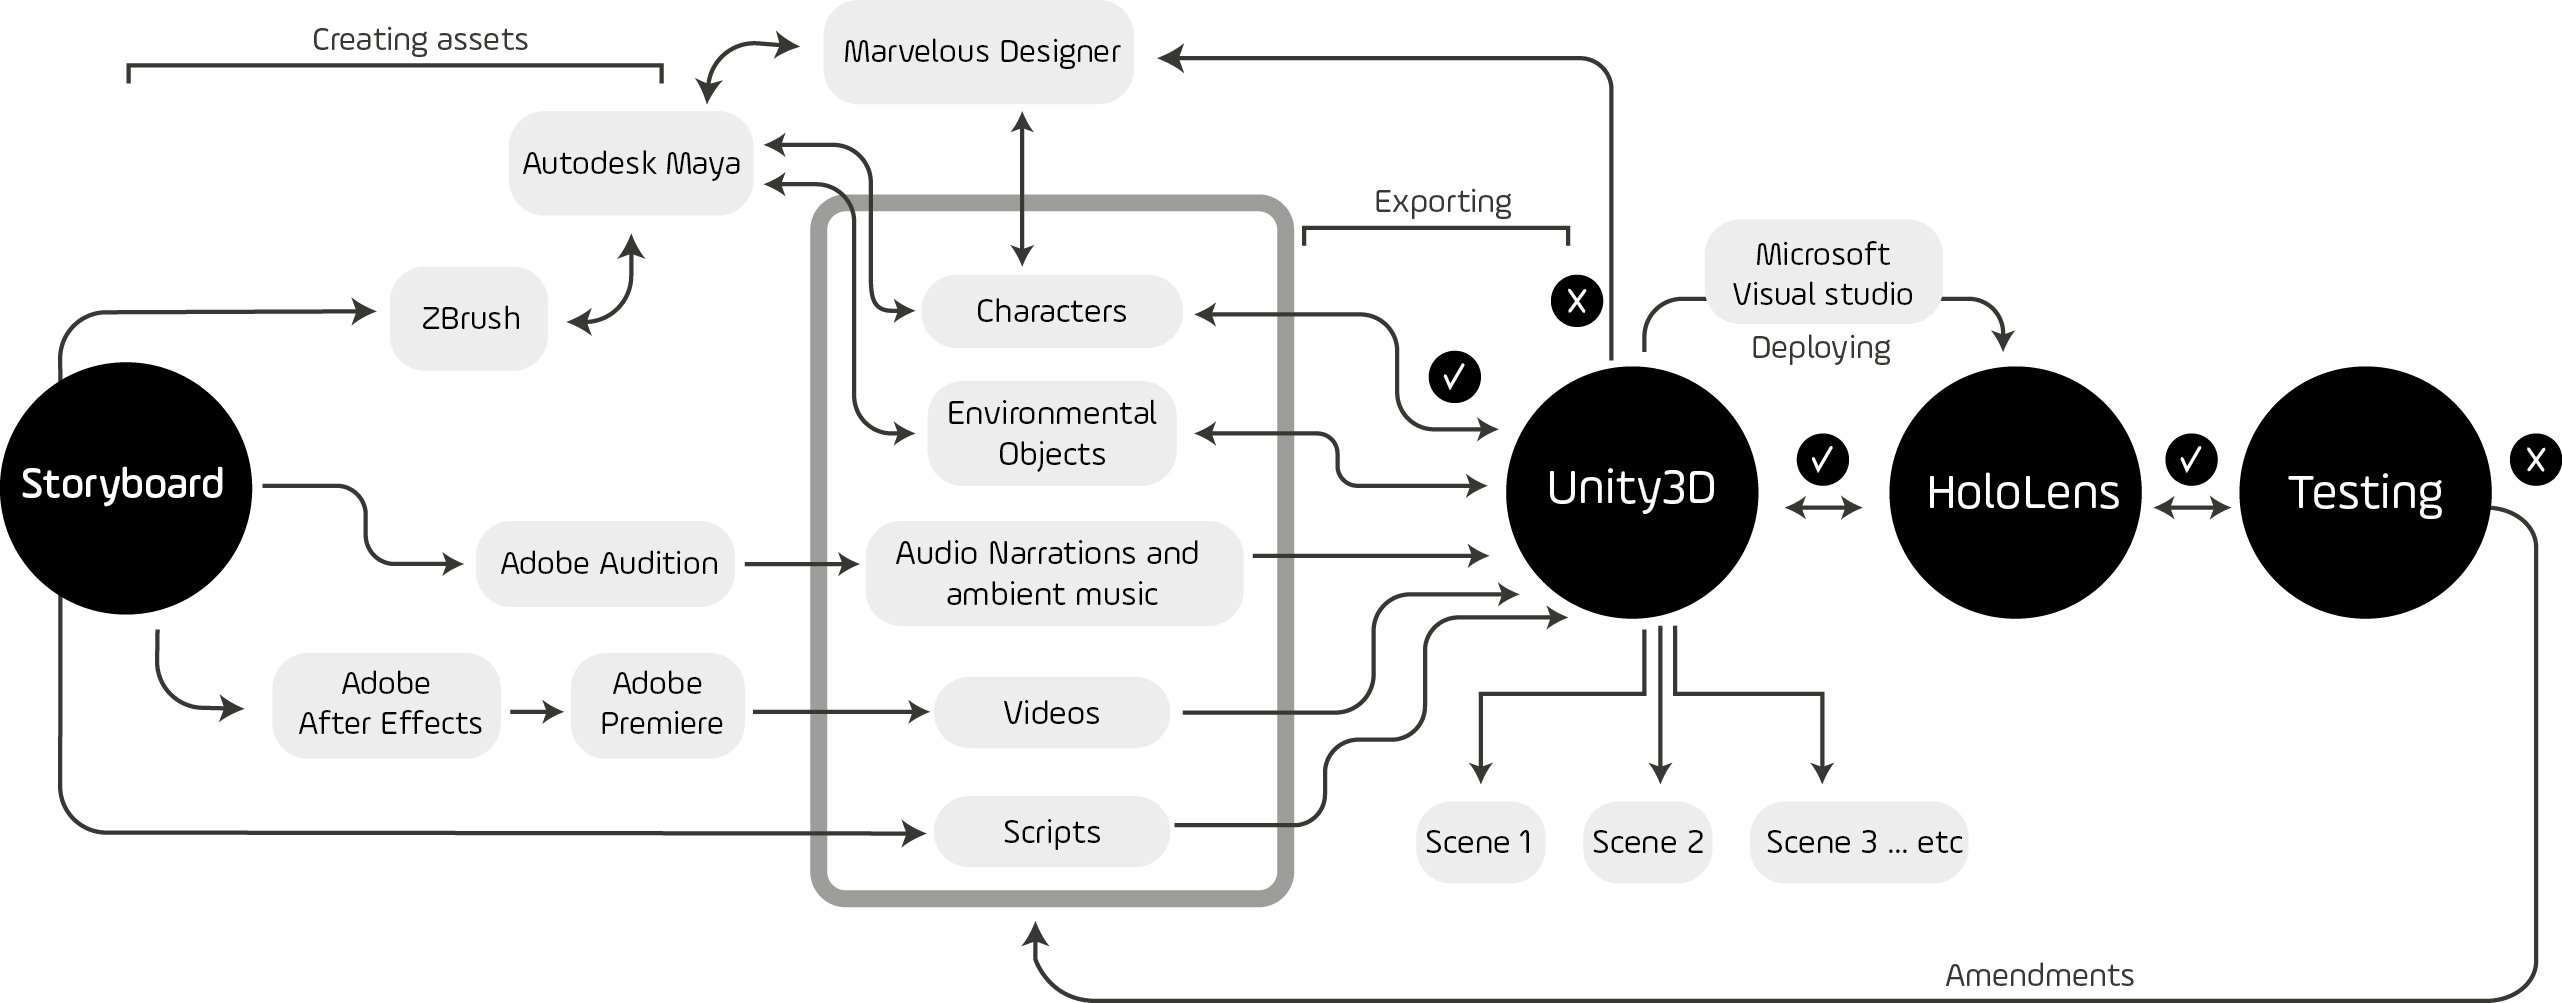 Creating assets
Marvelous Designer
Autodesk Maya
Exporting
ZBrush
Characters
X
Microsoft
Visual studio
Deploying
✓
Environmental
Objects
Storyboard
Unity3D
✓
HoloLens
✓
Testing
X
Adobe Audition
Audio Narrations and
ambient music
Adobe
After Effects
Adobe
Premiere
Videos
Scripts
Scene 1
Scene 2
Scene 3 ... etc
Amendments